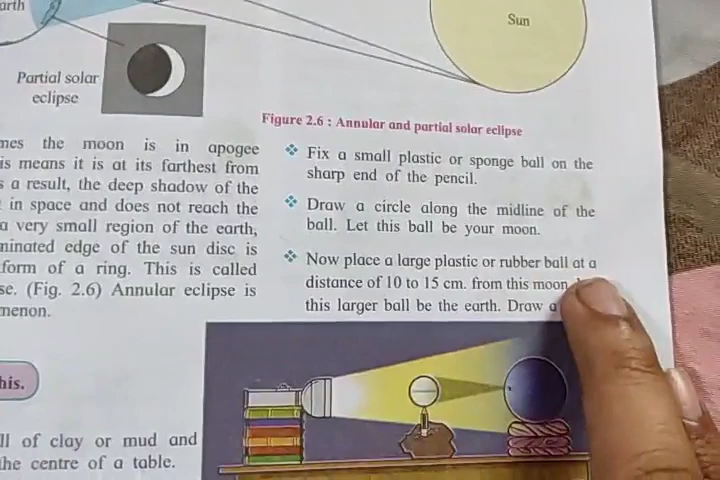 arth
Sun
Partial solar
eclipse
Figure 2.6 : Annular and partial solar eclipse
mes the moon is in apogee
is means it is at its farthest from
s a result, the deep shadow of the
in space and does not reach the
a very small region of the earth,
minated edge of the sun disc is
form of a ring. This is called
se. (Fig. 2.6) Annular eclipse is
menon.
his.
ll of clay or mud and
the centre of a table.
❖ Fix a small plastic or sponge ball on the
sharp end of the pencil.
❖ Draw a circle along the midline of the
ball. Let this ball be your moon.
❖ Now place a large plastic or rubber ball at a
distance of 10 to 15 cm. from this moon
this larger ball be the earth. Draw a